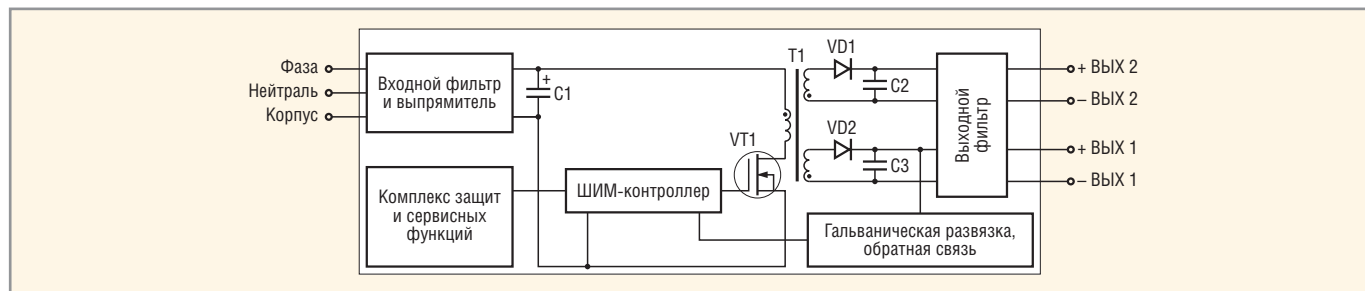 Фаза
Нейтраль
Корпус
Входной фильтр
и выпрямитель
+
C1
Комплекс защит
и сервисных
функций
ШИМ-контроллер
VT1
T1
VD1
C2
VD2
C3
Выходной
фильтр
Гальваническая развязка,
обратная связь
+ ВЫХ 2
– ВЫХ 2
+ ВЫХ 1
– ВЫХ 1